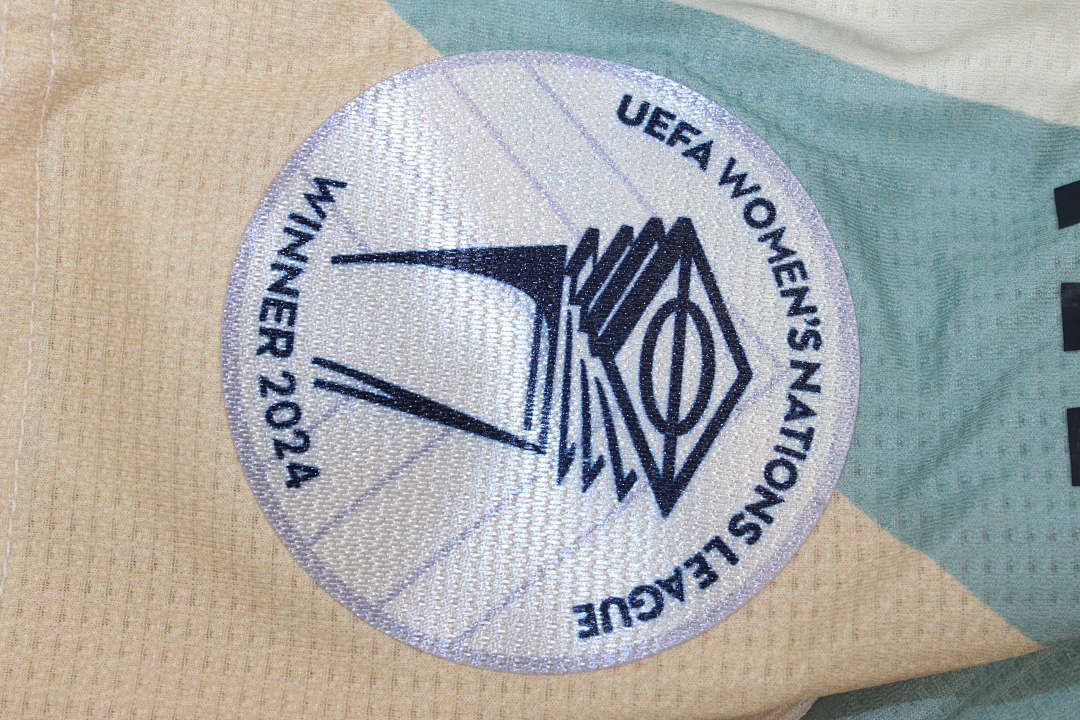 UEFA WOMEN'S NATIONS LEAGUE
WINNER 2024